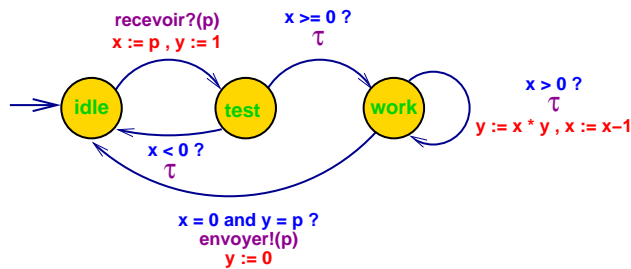 recevoir?(p)
x := p , y := 1
x >= 0 ?
τ
idle
test
work
x > 0 ?
τ
y := x * y , x := x−1
x < 0 ?
τ
x = 0 and y = p ?
envoyer!(p)
y := 0